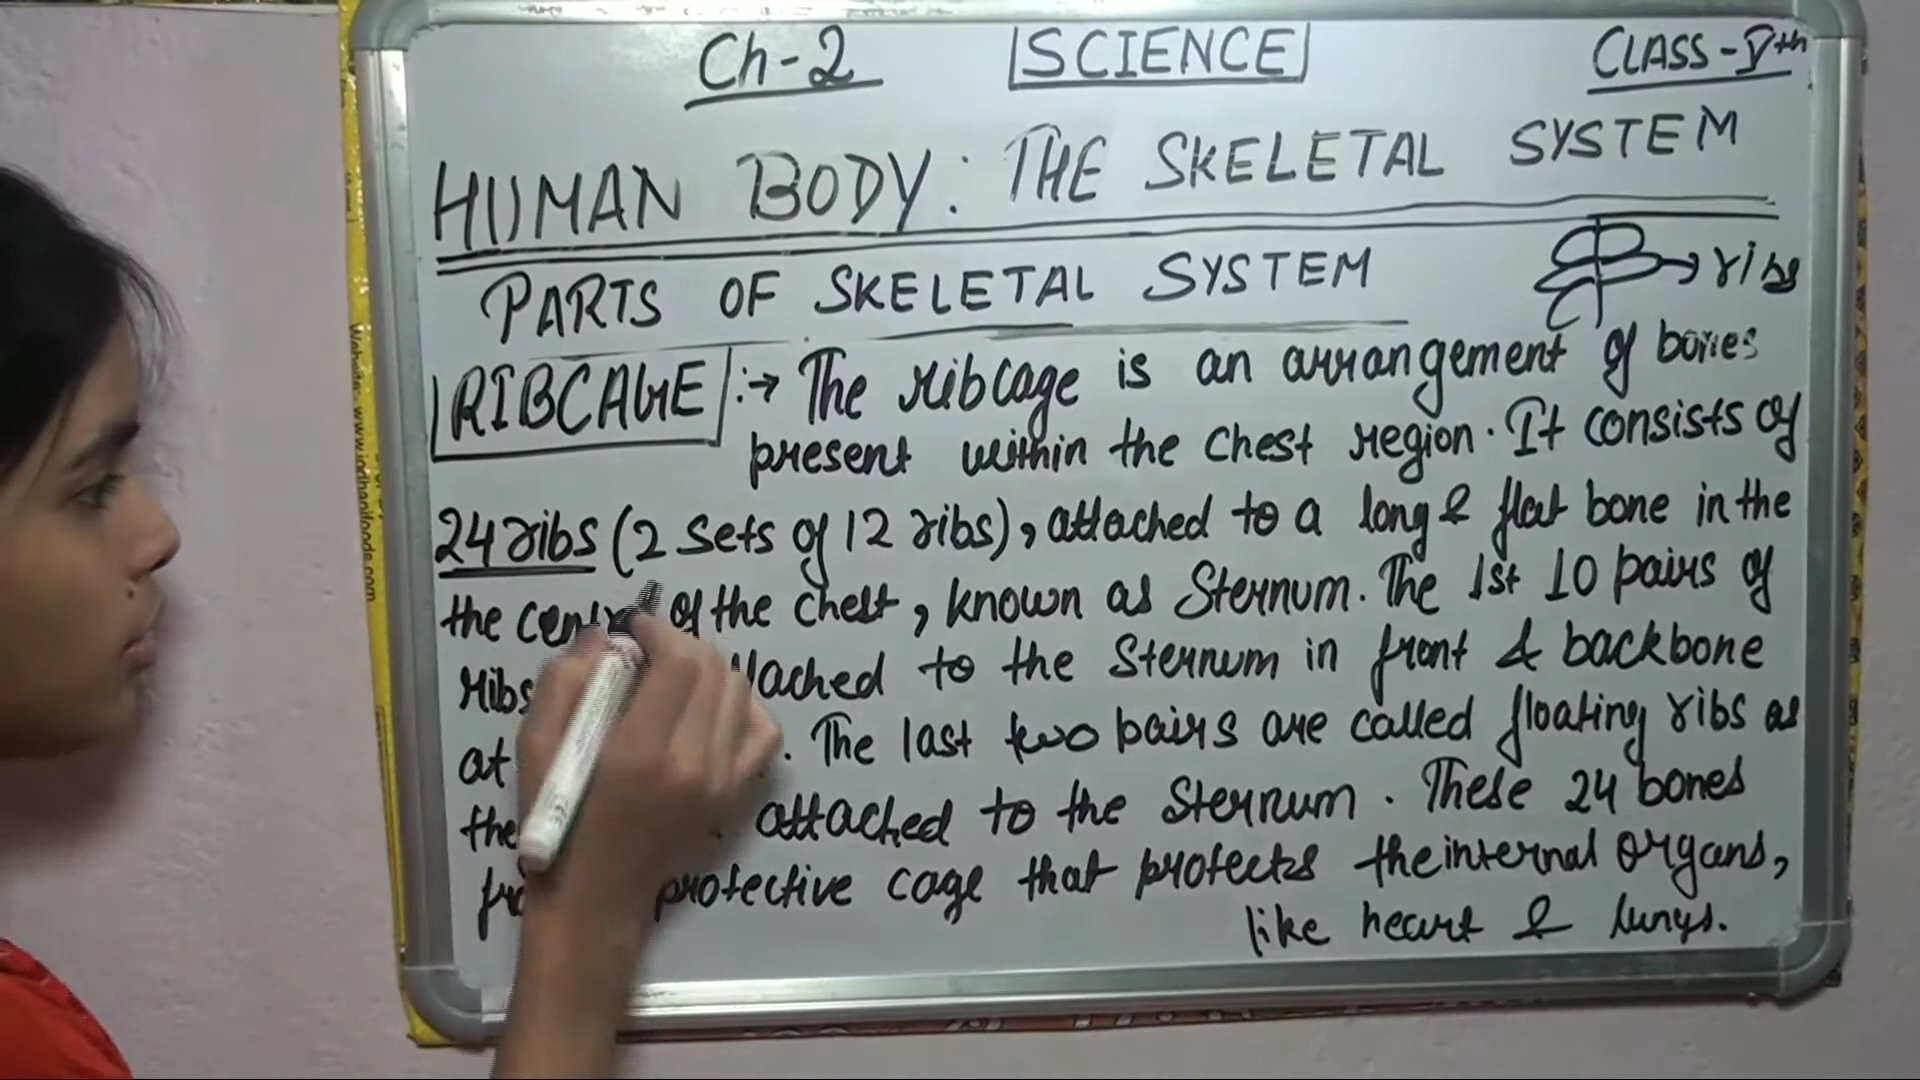 Ch-2 SCIENCE CLASS-Vth
HUMAN BODY: THE SKELETAL SYSTEM
PARTS OF SKELETAL SYSTEM
ribs
RIBCAGE :→ The ribcage is an arrangement of bones
present within the chest region. It consists of
24 ribs (2 sets of 12 ribs), attached to a long & flat bone in the
the of the chest, known as Sternum. The 1st 10 pairs of
ribs to the Sternum in front & backbone
at . The last two pairs are called floating ribs as
attached to the Sternum. These 24 bones
protective cage that protects the internal organs,
like heart & lungs.